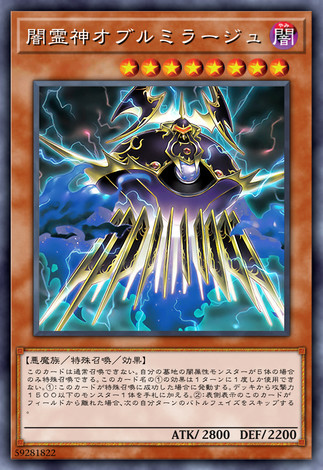 闇霊神オブルミラージュ
やみ
闇
【悪魔族／特殊召喚／効果】
このカードは通常召喚できない。自分の墓地の闇属性モンスターが５体の場合
のみ特殊召喚できる。このカード名の①の効果は１ターンに１度しか使用でき
ない。①：このカードが特殊召喚に成功した場合に発動する。デッキから攻撃力
１５００以下のモンスター１体を手札に加える。②：表側表示のこのカードが
フィールドから離れた場合、次の自分ターンのバトルフェイズをスキップする
ATK/ 2800 DEF/ 2200
59281822